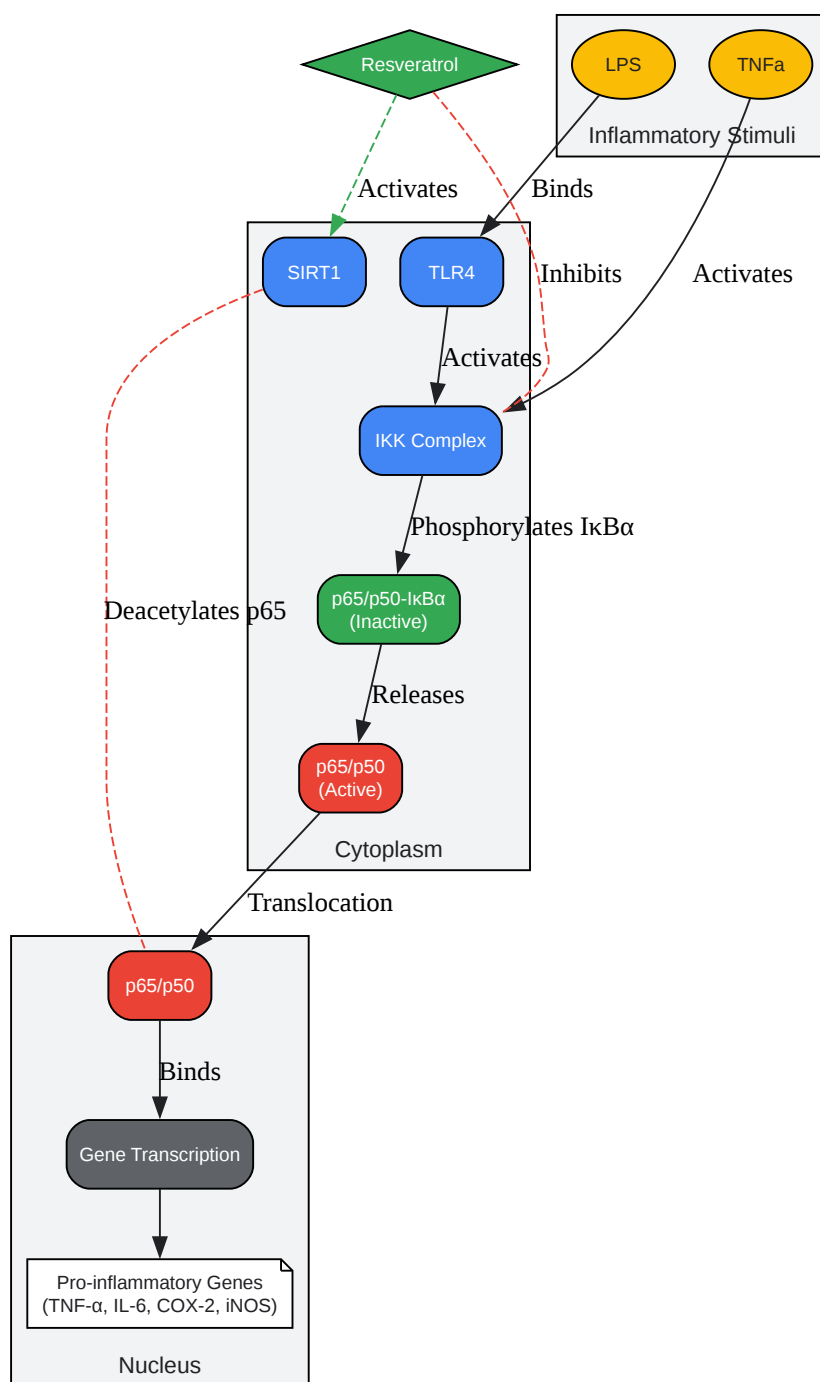 Resveratrol
LPS
TNFa
Inflammatory Stimuli
Activates
Binds
SIRT1
TLR4
Inhibits
Activates
Activates
IKK Complex
Phosphorylates IκBα
p65/p50-IκBα
(Inactive)
Deacetylates p65
Releases
p65/p50
(Active)
Cytoplasm
Translocation
p65/p50
Binds
Gene Transcription
Pro-inflammatory Genes
(TNF-α, IL-6, COX-2, iNOS)
Nucleus